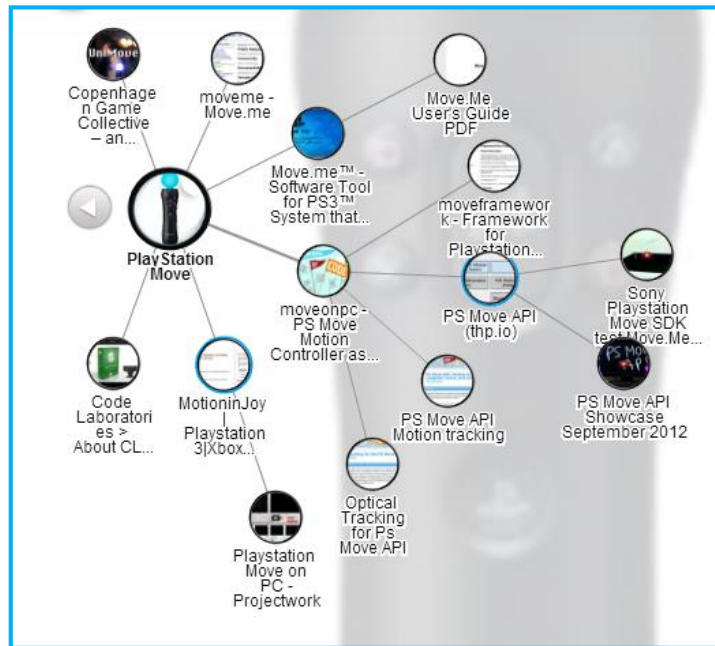 UniMove
Copenhage
n Game
Collective
– an...
moveme -
Move.me
Move.Me
User's Guide
PDF
Move.me™ -
Software Tool
for PS3™
System that...
moveframewor
k - Framework
for
Playstation...
PlayStation
Move
CODE
moveonpc -
PS Move
Motion
Controller as...
PS Move API
(thp.io)
Sony
Playstation
Move SDK
test Move.Me...
Code
Laboratori
es >
About CL...
MotioninJoy
|
Playstation
3|Xbox...
PS Move API
Motion tracking
PS Move API
Showcase
September 2012
Optical
Tracking
for Ps
Move API
Playstation
Move on
PC -
Projectwork